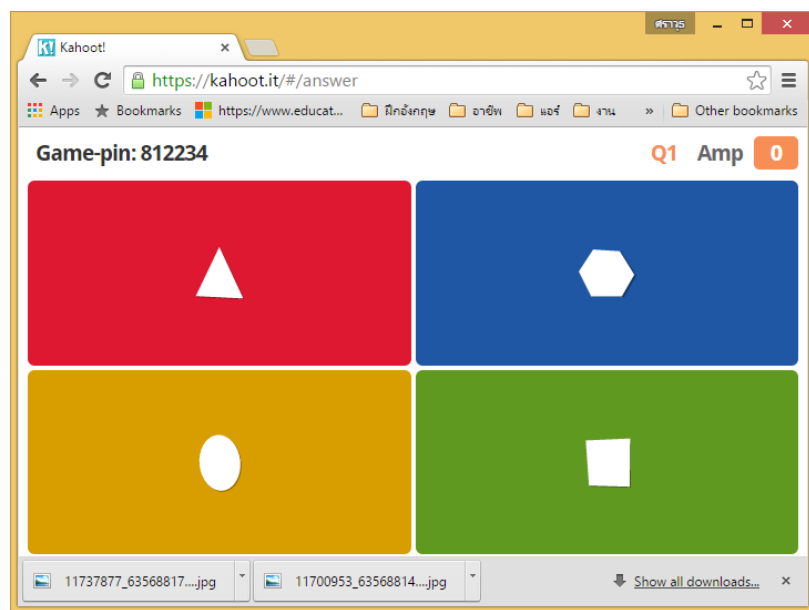 ศราวุธ
Kahoot!
https://kahoot.it/#/answer
Apps Bookmarks https://www.educat... ฝึกอังกฤษ อาชีพ แอร์ งาน » Other bookmarks
Game-pin: 812234 Q1 Amp 0
11737877_63568817....jpg 11700953_63568814....jpg Show all downloads...